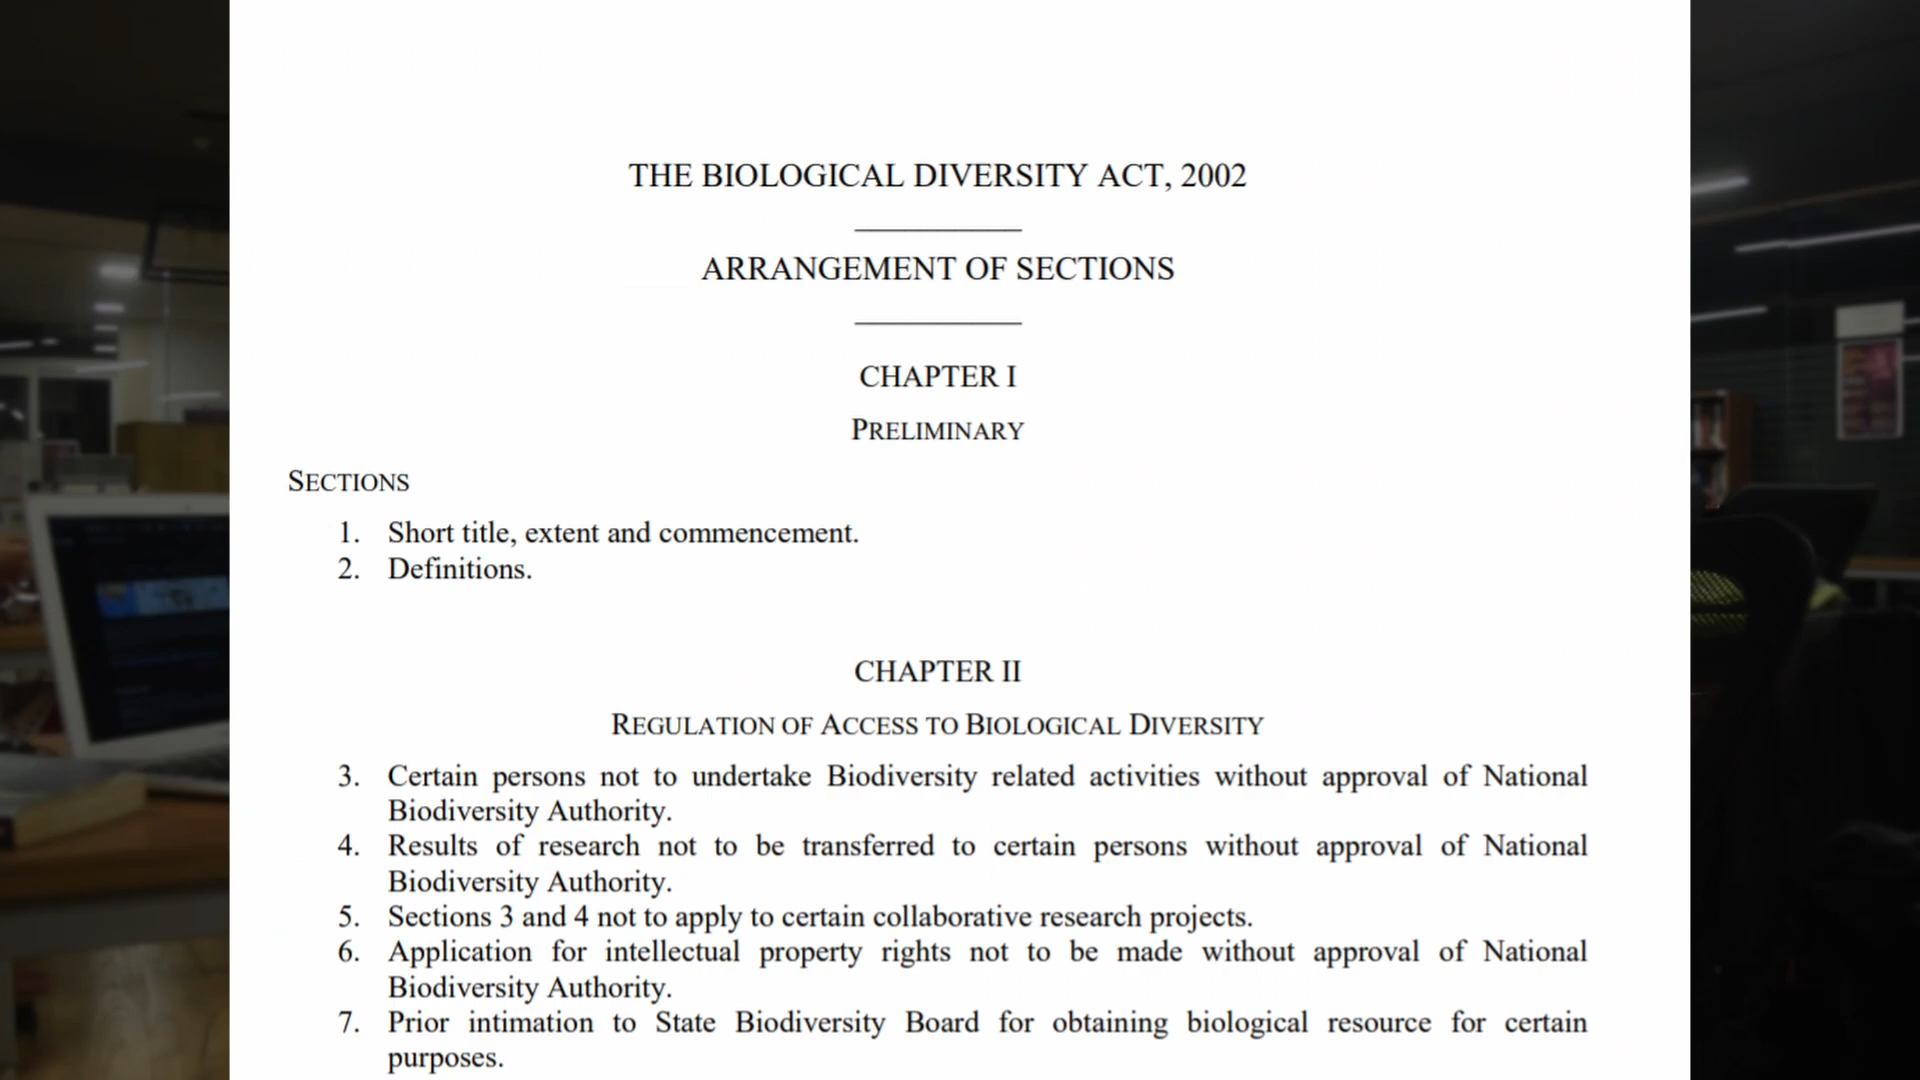 THE BIOLOGICAL DIVERSITY ACT, 2002
ARRANGEMENT OF SECTIONS
CHAPTER I
PRELIMINARY
SECTIONS
1. Short title, extent and commencement.
2. Definitions.
CHAPTER II
REGULATION OF ACCESS TO BIOLOGICAL DIVERSITY
3. Certain persons not to undertake Biodiversity related activities without approval of National
Biodiversity Authority.
4. Results of research not to be transferred to certain persons without approval of National
Biodiversity Authority.
5. Sections 3 and 4 not to apply to certain collaborative research projects.
6. Application for intellectual property rights not to be made without approval of National
Biodiversity Authority.
7. Prior intimation to State Biodiversity Board for obtaining biological resource for certain
purposes.